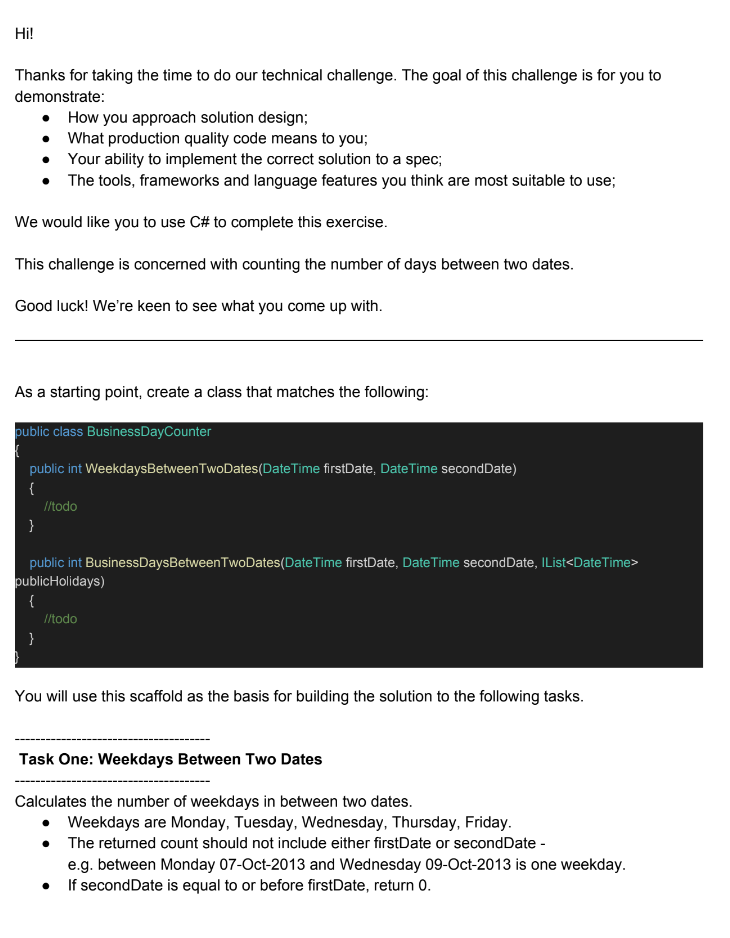 Hi!
Thanks for taking the time to do our technical challenge. The goal of this challenge is for you to
demonstrate:
● How you approach solution design;
● What production quality code means to you;
● Your ability to implement the correct solution to a spec;
● The tools, frameworks and language features you think are most suitable to use;
We would like you to use C# to complete this exercise.
This challenge is concerned with counting the number of days between two dates.
Good luck! We’re keen to see what you come up with.
As a starting point, create a class that matches the following:
public class BusinessDayCounter
{
public int WeekdaysBetweenTwoDates(DateTime firstDate, DateTime secondDate)
{
//todo
}
public int BusinessDaysBetweenTwoDates(DateTime firstDate, DateTime secondDate, IList<DateTime>
publicHolidays)
{
//todo
}
}
You will use this scaffold as the basis for building the solution to the following tasks.
-------------------------------------
Task One: Weekdays Between Two Dates
-------------------------------------
Calculates the number of weekdays in between two dates.
● Weekdays are Monday, Tuesday, Wednesday, Thursday, Friday.
● The returned count should not include either firstDate or secondDate -
e.g. between Monday 07-Oct-2013 and Wednesday 09-Oct-2013 is one weekday.
● If secondDate is equal to or before firstDate, return 0.